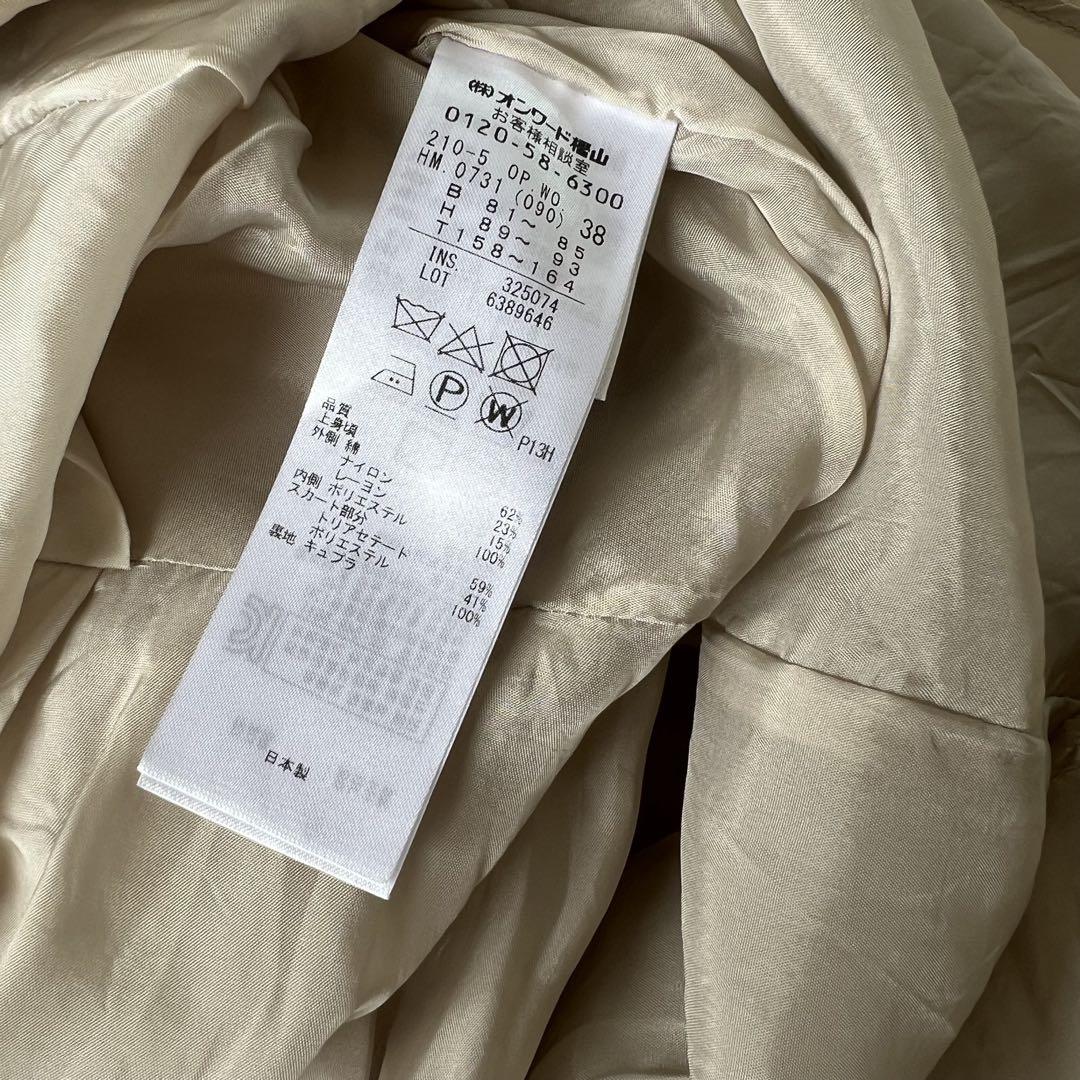 ㈱オンワード樫山
お客様相談室
0120-58-6300
210-5 OP.WO
HM.0731 (090) 38
B 81～ 85
H 89～ 93
T158～164
INS. 325074
LOT 6389646
P W
P13H
品質
上身頃
外側 綿 62%
ナイロン 23%
レーヨン 15%
内側 ポリエステル 100%
スカート部分
トリアセテート 59%
ポリエステル 41%
裏地 キュプラ 100%
日本製